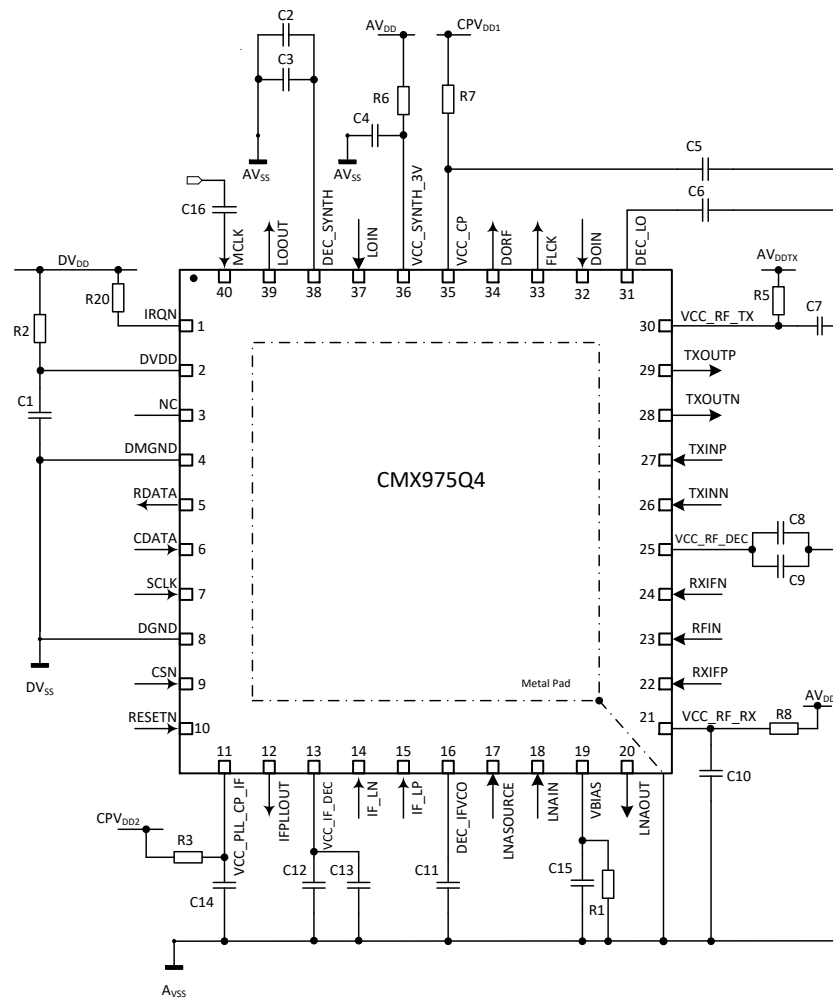 C2
AVDD
CPVDD1
C3
R6
R7
C4
C5
AVSS
AVSS
C6
C16
MCLK
LOOUT
DEC_SYNTH
LOIN
VCC_SYNTH_3V
VCC_CP
DORF
FLCK
DOIN
DEC_LO
DVDD
AVDDTX
40
39
38
37
36
35
34
33
32
31
R20
R5
C7
IRQN
1
30
VCC_RF_TX
R2
DVDD
2
29
TXOUTP
C1
NC
3
28
TXOUTN
DMGND
4
27
TXINP
CMX975Q4
RDATA
5
26
TXINN
CDATA
6
25
VCC_RF_DEC
C8
C9
SCLK
7
24
RXIFN
DGND
8
23
RFIN
DVSS
CSN
9
22
RXIFP
Metal Pad
AVDD
RESETN
10
21
VCC_RF_RX
R8
11
12
13
14
15
16
17
18
19
20
C10
VCC_PLL_CP_IF
IFPLLOUT
VCC_IF_DEC
IF_LN
IF_LP
DEC_IFVCO
LNASOURCE
LNAIN
VBIAS
LNAOUT
CPVDD2
R3
C14
C12
C13
C11
C15
R1
AVSS